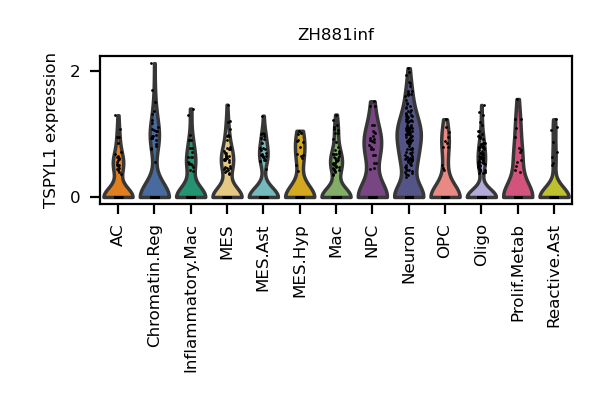 ZH881inf
TSPYL1 expression
2
0
AC
Chromatin.Reg
Inflammatory.Mac
MES
MES.Ast
MES.Hyp
Mac
NPC
Neuron
OPC
Oligo
Prolif.Metab
Reactive.Ast